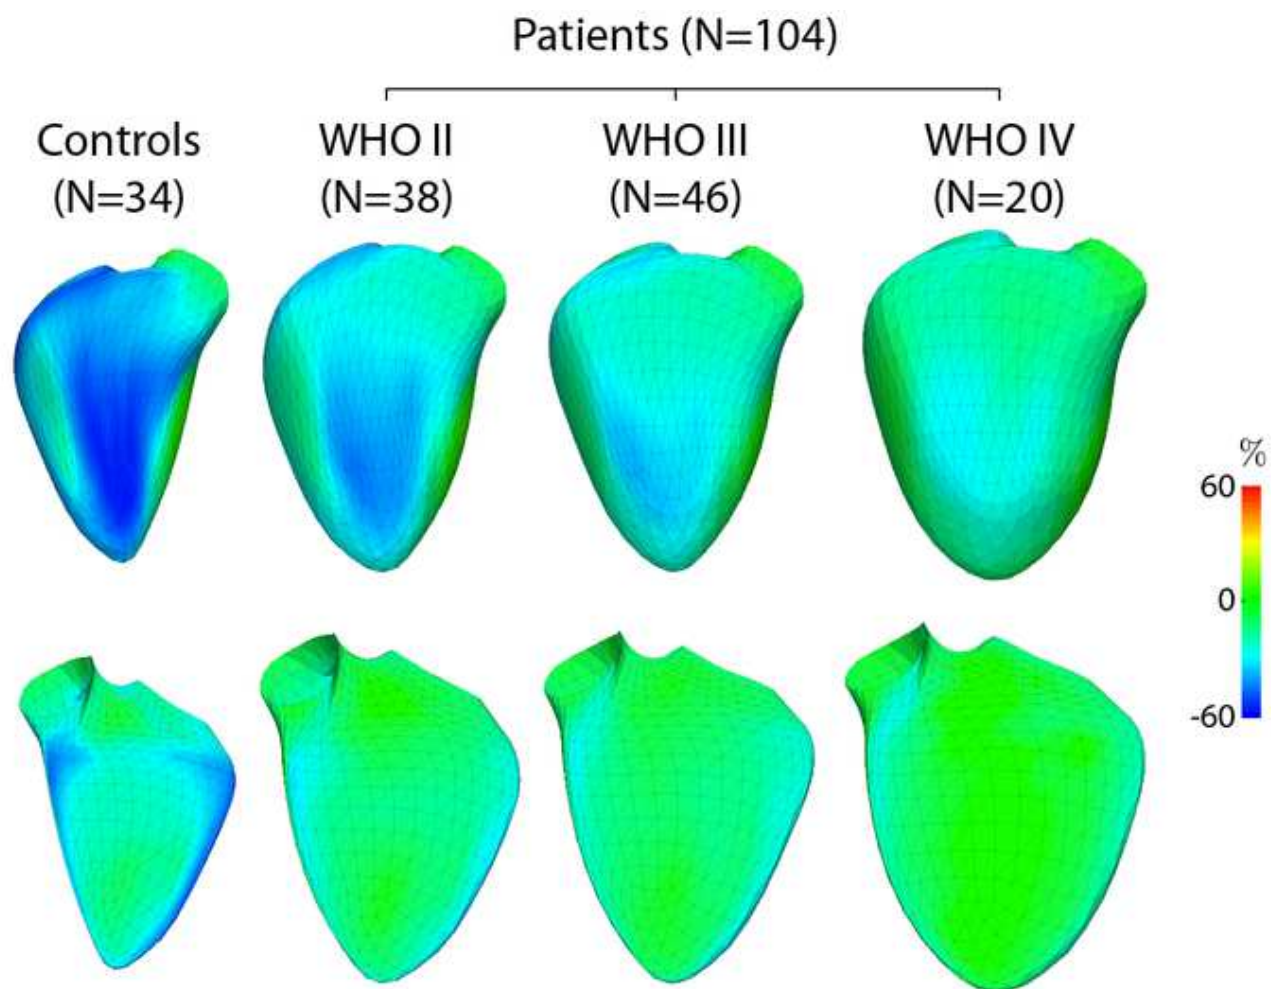 Patients (N=104)
Controls
(N=34)
WHO II
(N=38)
WHO III
(N=46)
WHO IV
(N=20)
%
60
0
-60